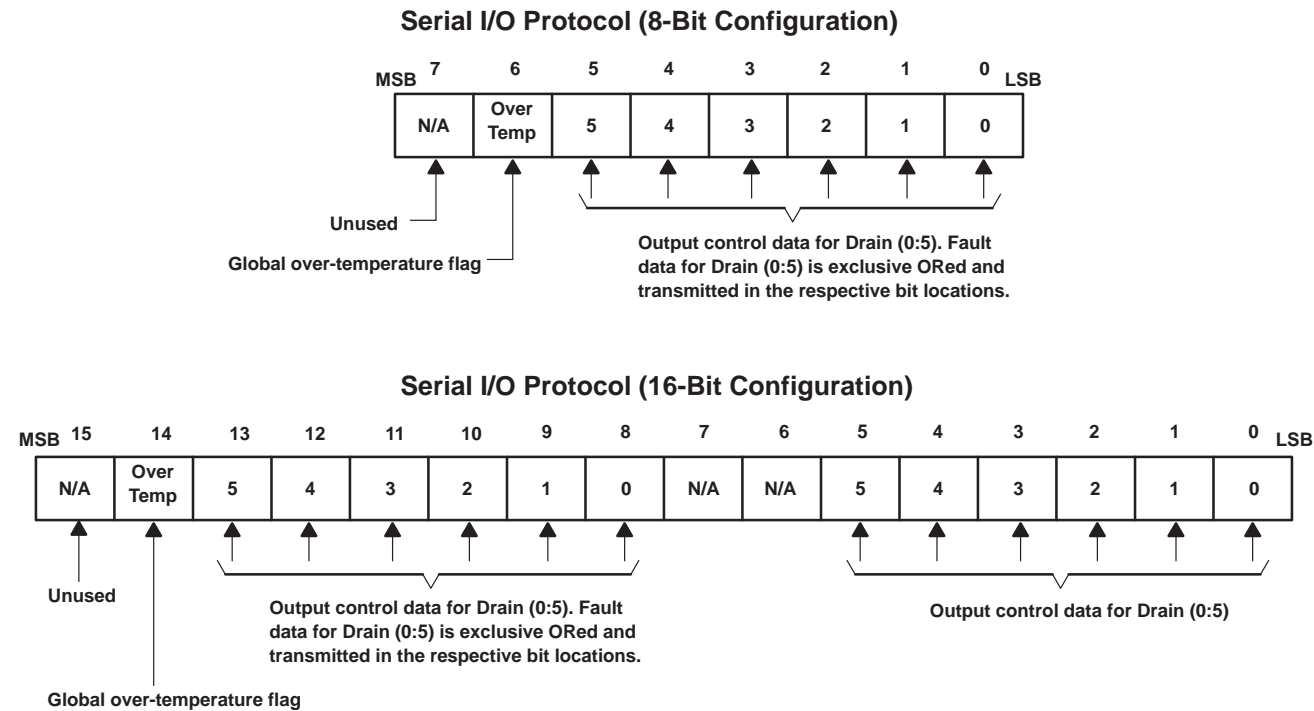 Serial I/O Protocol (8-Bit Configuration)
MSB 7 6 5 4 3 2 1 0 LSB
N/A Over Temp 5 4 3 2 1 0
Unused
Global over-temperature flag
Output control data for Drain (0:5). Fault
data for Drain (0:5) is exclusive ORed and
transmitted in the respective bit locations.
Serial I/O Protocol (16-Bit Configuration)
MSB 15 14 13 12 11 10 9 8 7 6 5 4 3 2 1 0 LSB
N/A Over Temp 5 4 3 2 1 0 N/A N/A 5 4 3 2 1 0
Unused
Output control data for Drain (0:5). Fault
data for Drain (0:5) is exclusive ORed and
transmitted in the respective bit locations.
Output control data for Drain (0:5)
Global over-temperature flag